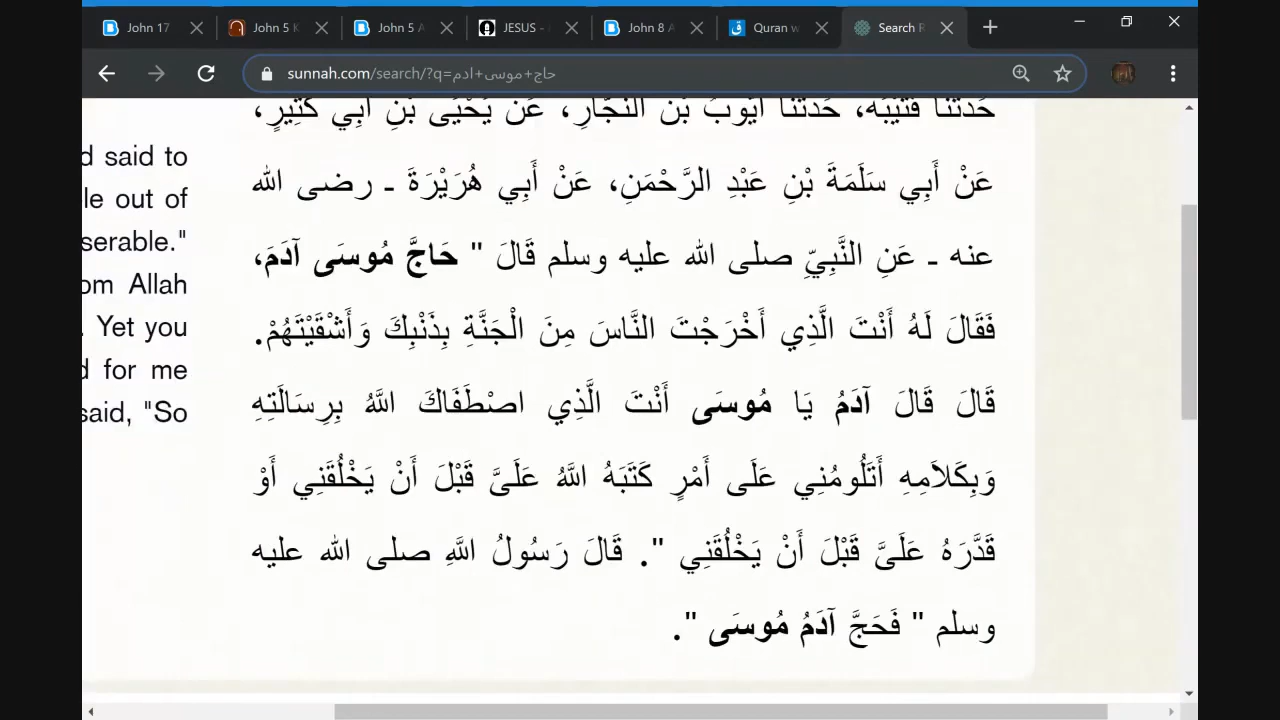 John 17
John 5 K
John 5 A
JESUS -
John 8 A
Quran w
Search R
sunnah.com/search/?q=حاج+موسى+ادم
d said to
le out of
serable."
om Allah
. Yet you
d for me
said, "So
حَدَّثَنَا قُتَيْبَةُ، حَدَّثَنَا أَيُّوبُ بْنُ النَّجَّارِ، عَنْ يَحْيَى بْنِ أَبِي كَثِيرٍ،
عَنْ أَبِي سَلَمَةَ بْنِ عَبْدِ الرَّحْمَنِ، عَنْ أَبِي هُرَيْرَةَ ـ رضى الله
عنه ـ عَنِ النَّبِيِّ صلى الله عليه وسلم قَالَ " حَاجَّ مُوسَى آدَمَ،
فَقَالَ لَهُ أَنْتَ الَّذِي أَخْرَجْتَ النَّاسَ مِنَ الْجَنَّةِ بِذَنْبِكَ وَأَشْقَيْتَهُمْ.
قَالَ قَالَ آدَمُ يَا مُوسَى أَنْتَ الَّذِي اصْطَفَاكَ اللَّهُ بِرِسَالَتِهِ
وَبِكَلاَمِهِ أَتَلُومُنِي عَلَى أَمْرٍ كَتَبَهُ اللَّهُ عَلَىَّ قَبْلَ أَنْ يَخْلُقَنِي أَوْ
قَدَّرَهُ عَلَىَّ قَبْلَ أَنْ يَخْلُقَنِي ". قَالَ رَسُولُ اللَّهِ صلى الله عليه
وسلم " فَحَجَّ آدَمُ مُوسَى ".